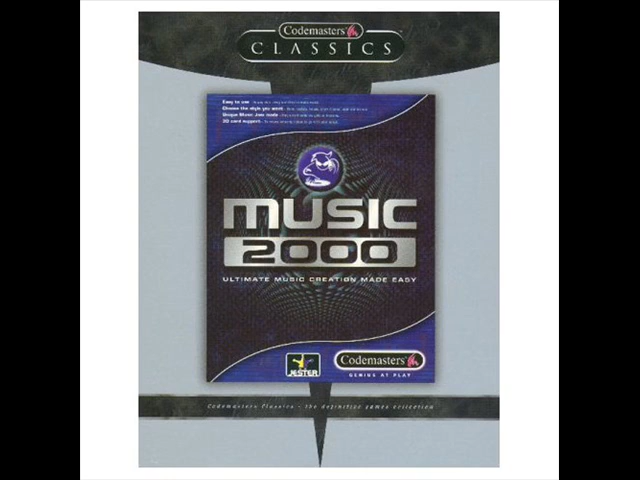 Codemasters
CLASSICS
Easy to use
Choose the style you want
Unique Music Jam mode
3D card support
MUSIC
2000
ULTIMATE MUSIC CREATION MADE EASY
JESTER
Codemasters
GENIUS AT PLAY
Codemasters Classics - the definitive games collection